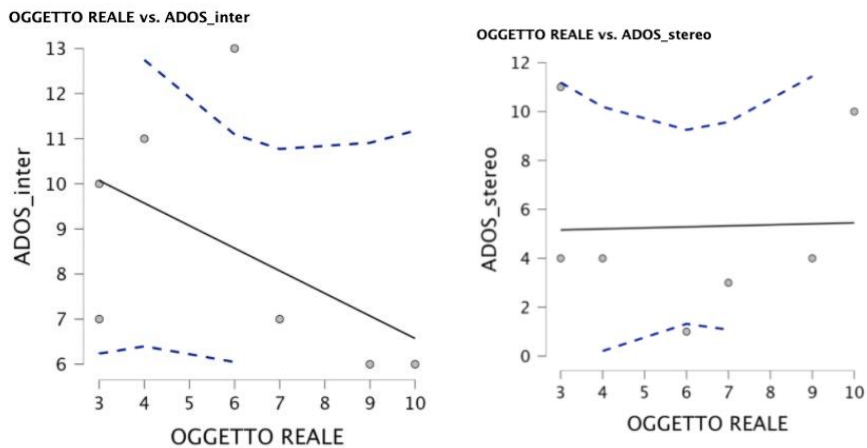 OGGETTO REALE vs. ADOS_inter
13
12
11
10
9
8
7
6
ADOS_inter
3 4 5 6 7 8 9 10
OGGETTO REALE
OGGETTO REALE vs. ADOS_stereo
12
10
8
6
4
2
0
ADOS_stereo
3 4 5 6 7 8 9 10
OGGETTO REALE